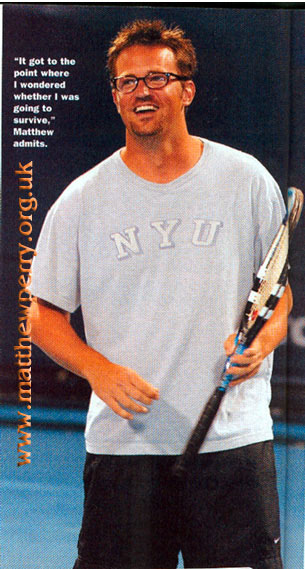 "It got to the
point where
I wondered
whether I was
going to
survive,"
Matthew
admits.
www.matthewperry.org.uk
NYU